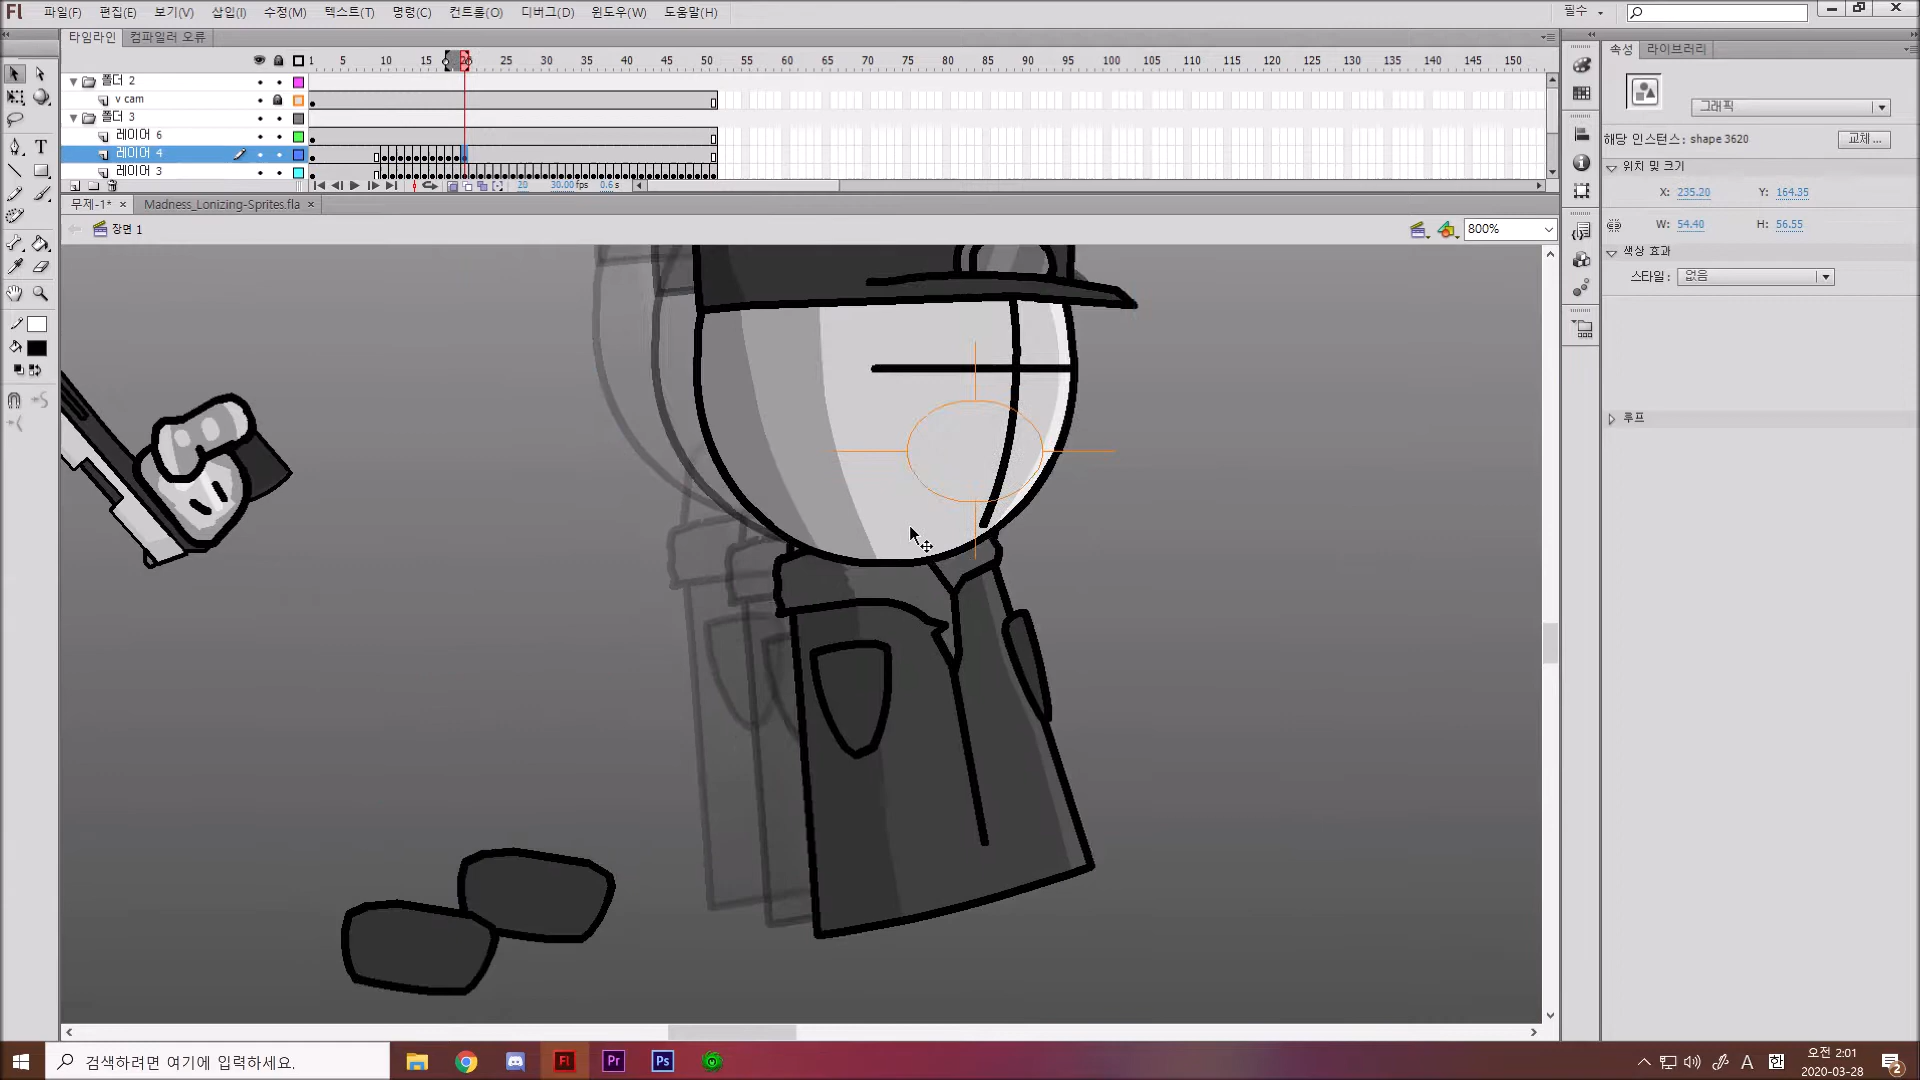 Fl 파일(F) 편집(E) 보기(V) 삽입(I) 수정(M) 텍스트(T) 명령(C) 컨트롤(O) 디버그(D) 윈도우(W) 도움말(H) 필수
타임라인 컴파일러 오류 속성 라이브러리
1 5 10 15 20 25 30 35 40 45 50 55 60 65 70 75 80 85 90 95 100 105 110 115 120 125 130 135 140 145 150
폴더 2
v cam
그래픽
폴더 3
레이어 6
해당 인스턴스: shape 3620 교체...
레이어 4
위치 및 크기
레이어 3
20 30.00 fps 0.6 s
X: 235.20 Y: 164.35
무제-1* × Madness_Lonizing-Sprites.fla ×
W: 54.40 H: 56.55
장면 1 800%
색상 효과
스타일: 없음
루프
검색하려면 여기에 입력하세요.
Fl Pr Ps
A 한
오전 2:01
2020-03-28
2